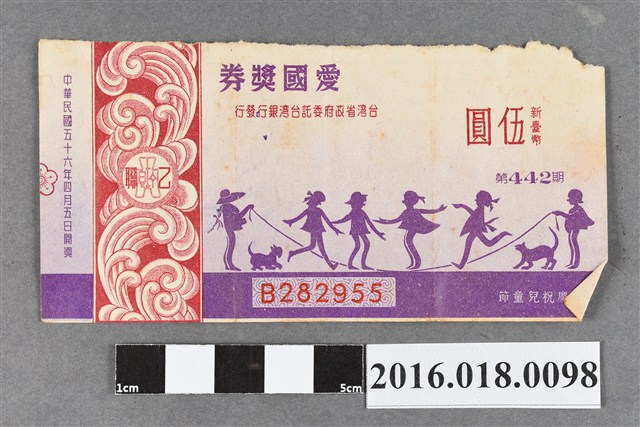 券獎國愛
行發行銀灣台託委府政省灣台
新臺幣
圓伍
第442期
中華民國五十六年四月五日開獎
聯乙
B282955
節童兒祝慶
1cm
5cm
2016.018.0098